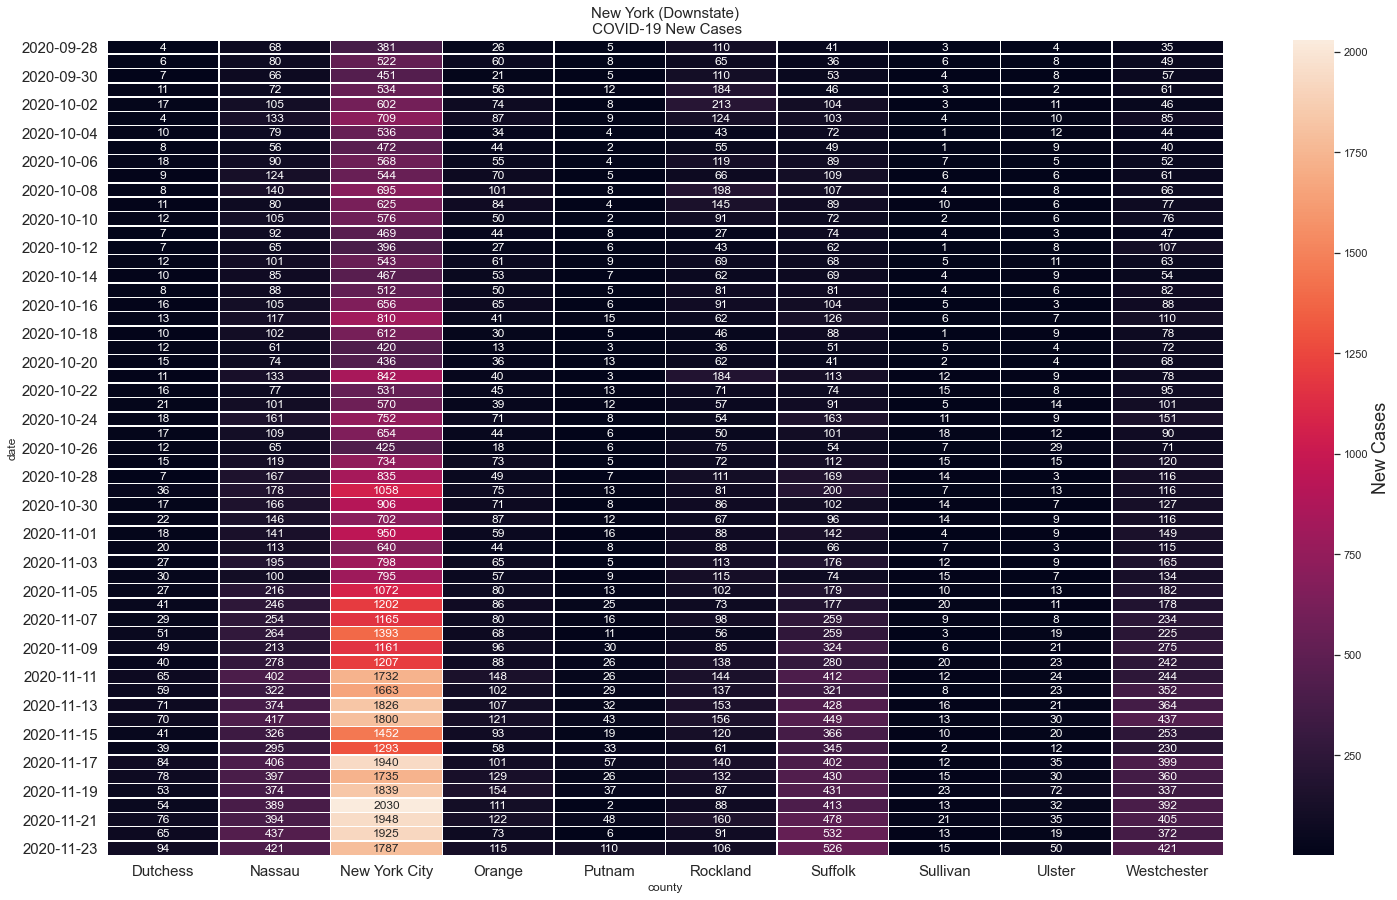 New York (Downstate)
COVID-19 New Cases
2020-09-28 4 68 381 26 5 110 41 3 4 35
6 80 522 60 8 65 36 6 8 49
2020-09-30 7 66 451 21 5 110 53 4 8 57
11 72 534 56 12 184 46 3 2 61
2020-10-02 17 105 602 74 8 213 104 3 11 46
4 133 709 87 9 124 103 4 10 85
2020-10-04 10 79 536 34 4 43 72 1 12 44
8 56 472 44 2 55 49 1 9 40
2020-10-06 18 90 568 55 4 119 89 7 5 52
9 124 544 70 5 66 109 6 6 61
2020-10-08 8 140 695 101 8 198 107 4 8 66
11 80 625 84 4 145 89 10 6 77
2020-10-10 12 105 576 50 2 91 72 2 6 76
7 92 469 44 8 27 74 4 3 47
2020-10-12 7 65 396 27 6 43 62 1 8 107
12 101 543 61 9 69 68 5 11 63
2020-10-14 10 85 467 53 7 62 69 4 9 54
8 88 512 50 5 81 81 4 6 82
2020-10-16 16 105 656 65 6 91 104 5 3 88
13 117 810 41 15 62 126 6 7 110
2020-10-18 10 102 612 30 5 46 88 1 9 78
12 61 420 13 3 36 51 5 4 72
2020-10-20 15 74 436 36 13 62 41 2 4 68
11 133 842 40 3 184 113 12 9 78
2020-10-22 16 77 531 45 13 71 74 15 8 95
21 101 570 39 12 57 91 5 14 101
2020-10-24 18 161 752 71 8 54 163 11 9 151
17 109 654 44 6 50 101 18 12 90
2020-10-26 12 65 425 18 6 75 54 7 29 71
15 119 734 73 5 72 112 15 15 120
2020-10-28 7 167 835 49 7 111 169 14 3 116
36 178 1058 75 13 81 200 7 13 116
2020-10-30 17 166 906 71 8 86 102 14 7 127
22 146 702 87 12 67 96 14 9 116
2020-11-01 18 141 950 59 16 88 142 4 9 149
20 113 640 44 8 88 66 7 3 115
2020-11-03 27 195 798 65 5 113 176 12 9 165
30 100 795 57 9 115 74 15 7 134
2020-11-05 27 216 1072 80 13 102 179 10 13 182
41 246 1202 86 25 73 177 20 11 178
2020-11-07 29 254 1165 80 16 98 259 9 8 234
51 264 1393 68 11 56 259 3 19 225
2020-11-09 49 213 1161 96 30 85 324 6 21 275
40 278 1207 88 26 138 280 20 23 242
2020-11-11 65 402 1732 148 26 144 412 12 24 244
59 322 1663 102 29 137 321 8 23 352
2020-11-13 71 374 1826 107 32 153 428 16 21 364
70 417 1800 121 43 156 449 13 30 437
2020-11-15 41 326 1452 93 19 120 366 10 20 253
39 295 1293 58 33 61 345 2 12 230
2020-11-17 84 406 1940 101 57 140 402 12 35 399
78 397 1735 129 26 132 430 15 30 360
2020-11-19 53 374 1839 154 37 87 431 23 72 337
54 389 2030 111 2 88 413 13 32 392
2020-11-21 76 394 1948 122 48 160 478 21 35 405
65 437 1925 73 6 91 532 13 19 372
2020-11-23 94 421 1787 115 110 106 526 15 50 421
Dutchess Nassau New York City Orange Putnam Rockland Suffolk Sullivan Ulster Westchester
county
date
2000
1750
1500
1250
1000
750
500
250
New Cases